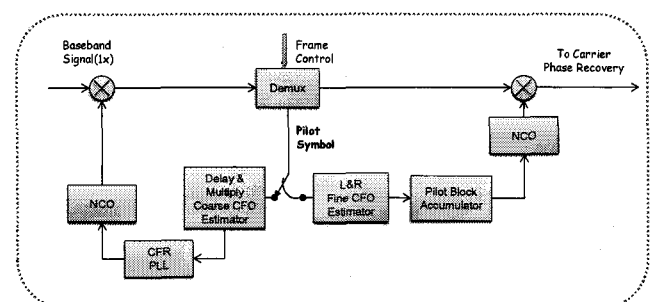 Baseband
Signal(1x)
Frame
Control
To Carrier
Phase Recovery
Demux
Pilot
Symbol
NCO
Delay &
Multiply
Coarse CFO
Estimator
L&R
Fine CFO
Estimator
Pilot Block
Accumulator
NCO
CFR
PLL